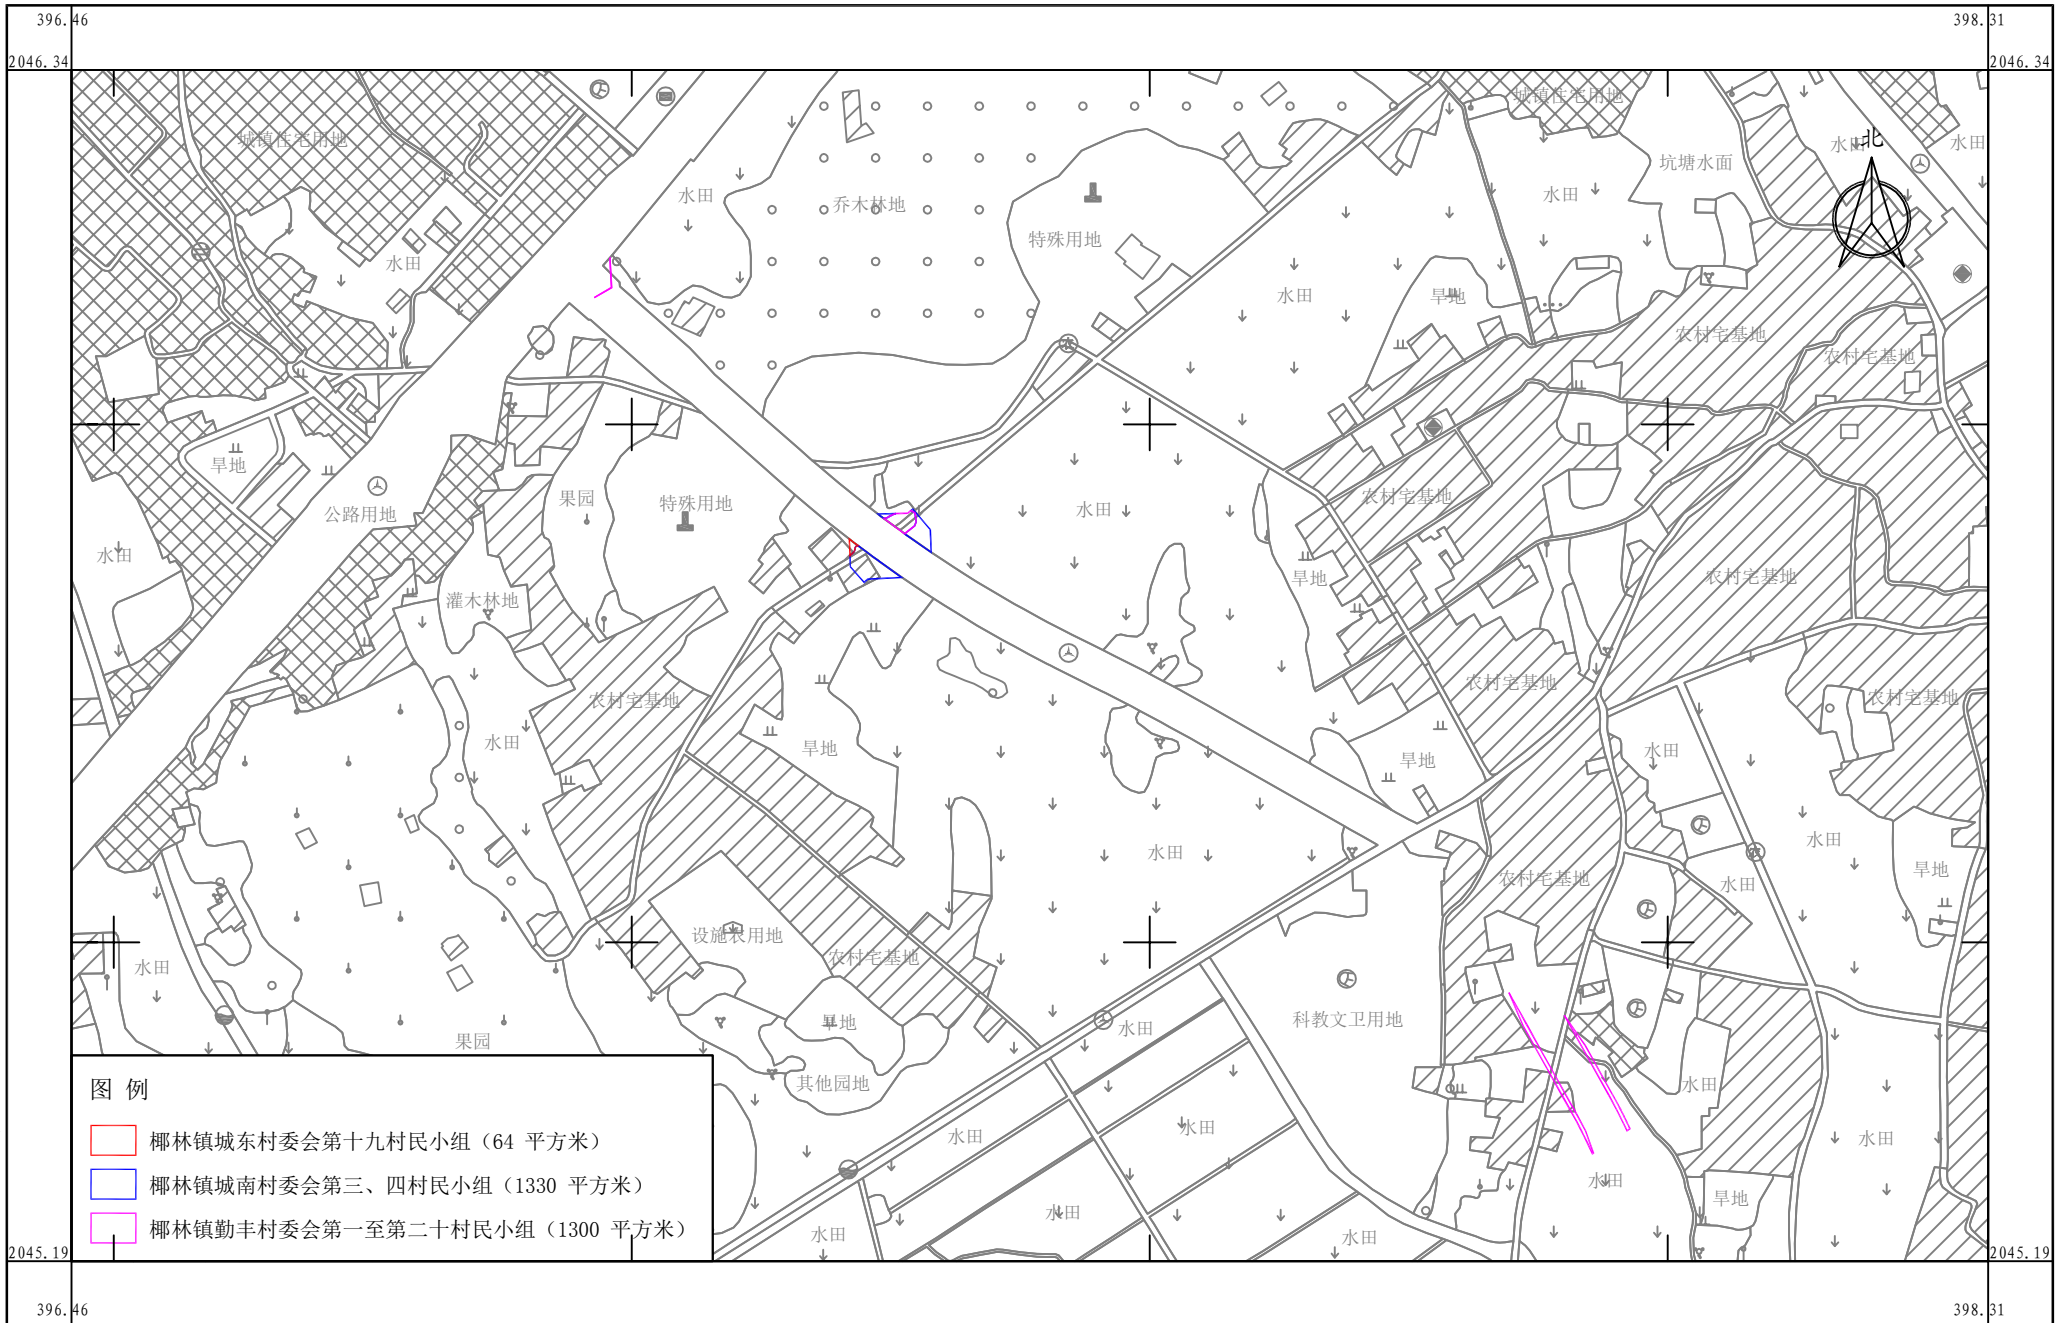 396.46
398.31
2046.34
2046.34
城镇住宅用地
城镇住宅用地
水田
水田
北
坑塘水面
水田
水田
乔木林地
特殊用地
水田
水田
旱地
农村宅基地
农村宅基地
旱地
果园
特殊用地
公路用地
水田
农村宅基地
水田
旱地
农村宅基地
灌木林地
农村宅基地
农村宅基地
农村宅基地
水田
旱地
旱地
水田
水田
水田
旱地
农村宅基地
水田
设施农用地
农村宅基地
水田
旱地
水田
科教文卫用地
果园
其他园地
水田
水田
水田
水田
水田
旱地
水田
水田
水田
图 例
椰林镇城东村委会第十九村民小组（64 平方米）
椰林镇城南村委会第三、四村民小组（1330 平方米）
椰林镇勤丰村委会第一至第二十村民小组（1300 平方米）
2045.19
2045.19
396.46
398.31